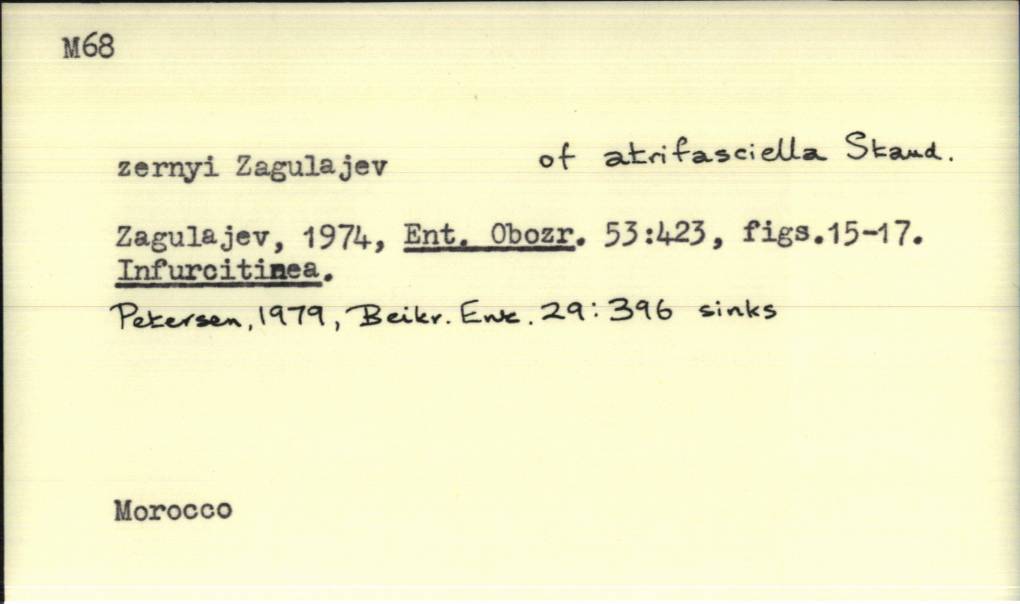 M68
zernyi Zagulajev of atrifasciella Staud.
Zagulajev, 1974, Ent. Obozr. 53:423, figs.15-17.
Infurcitinea.
Petersen, 1979, Beitr. Ent. 29:396 sinks
Morocco